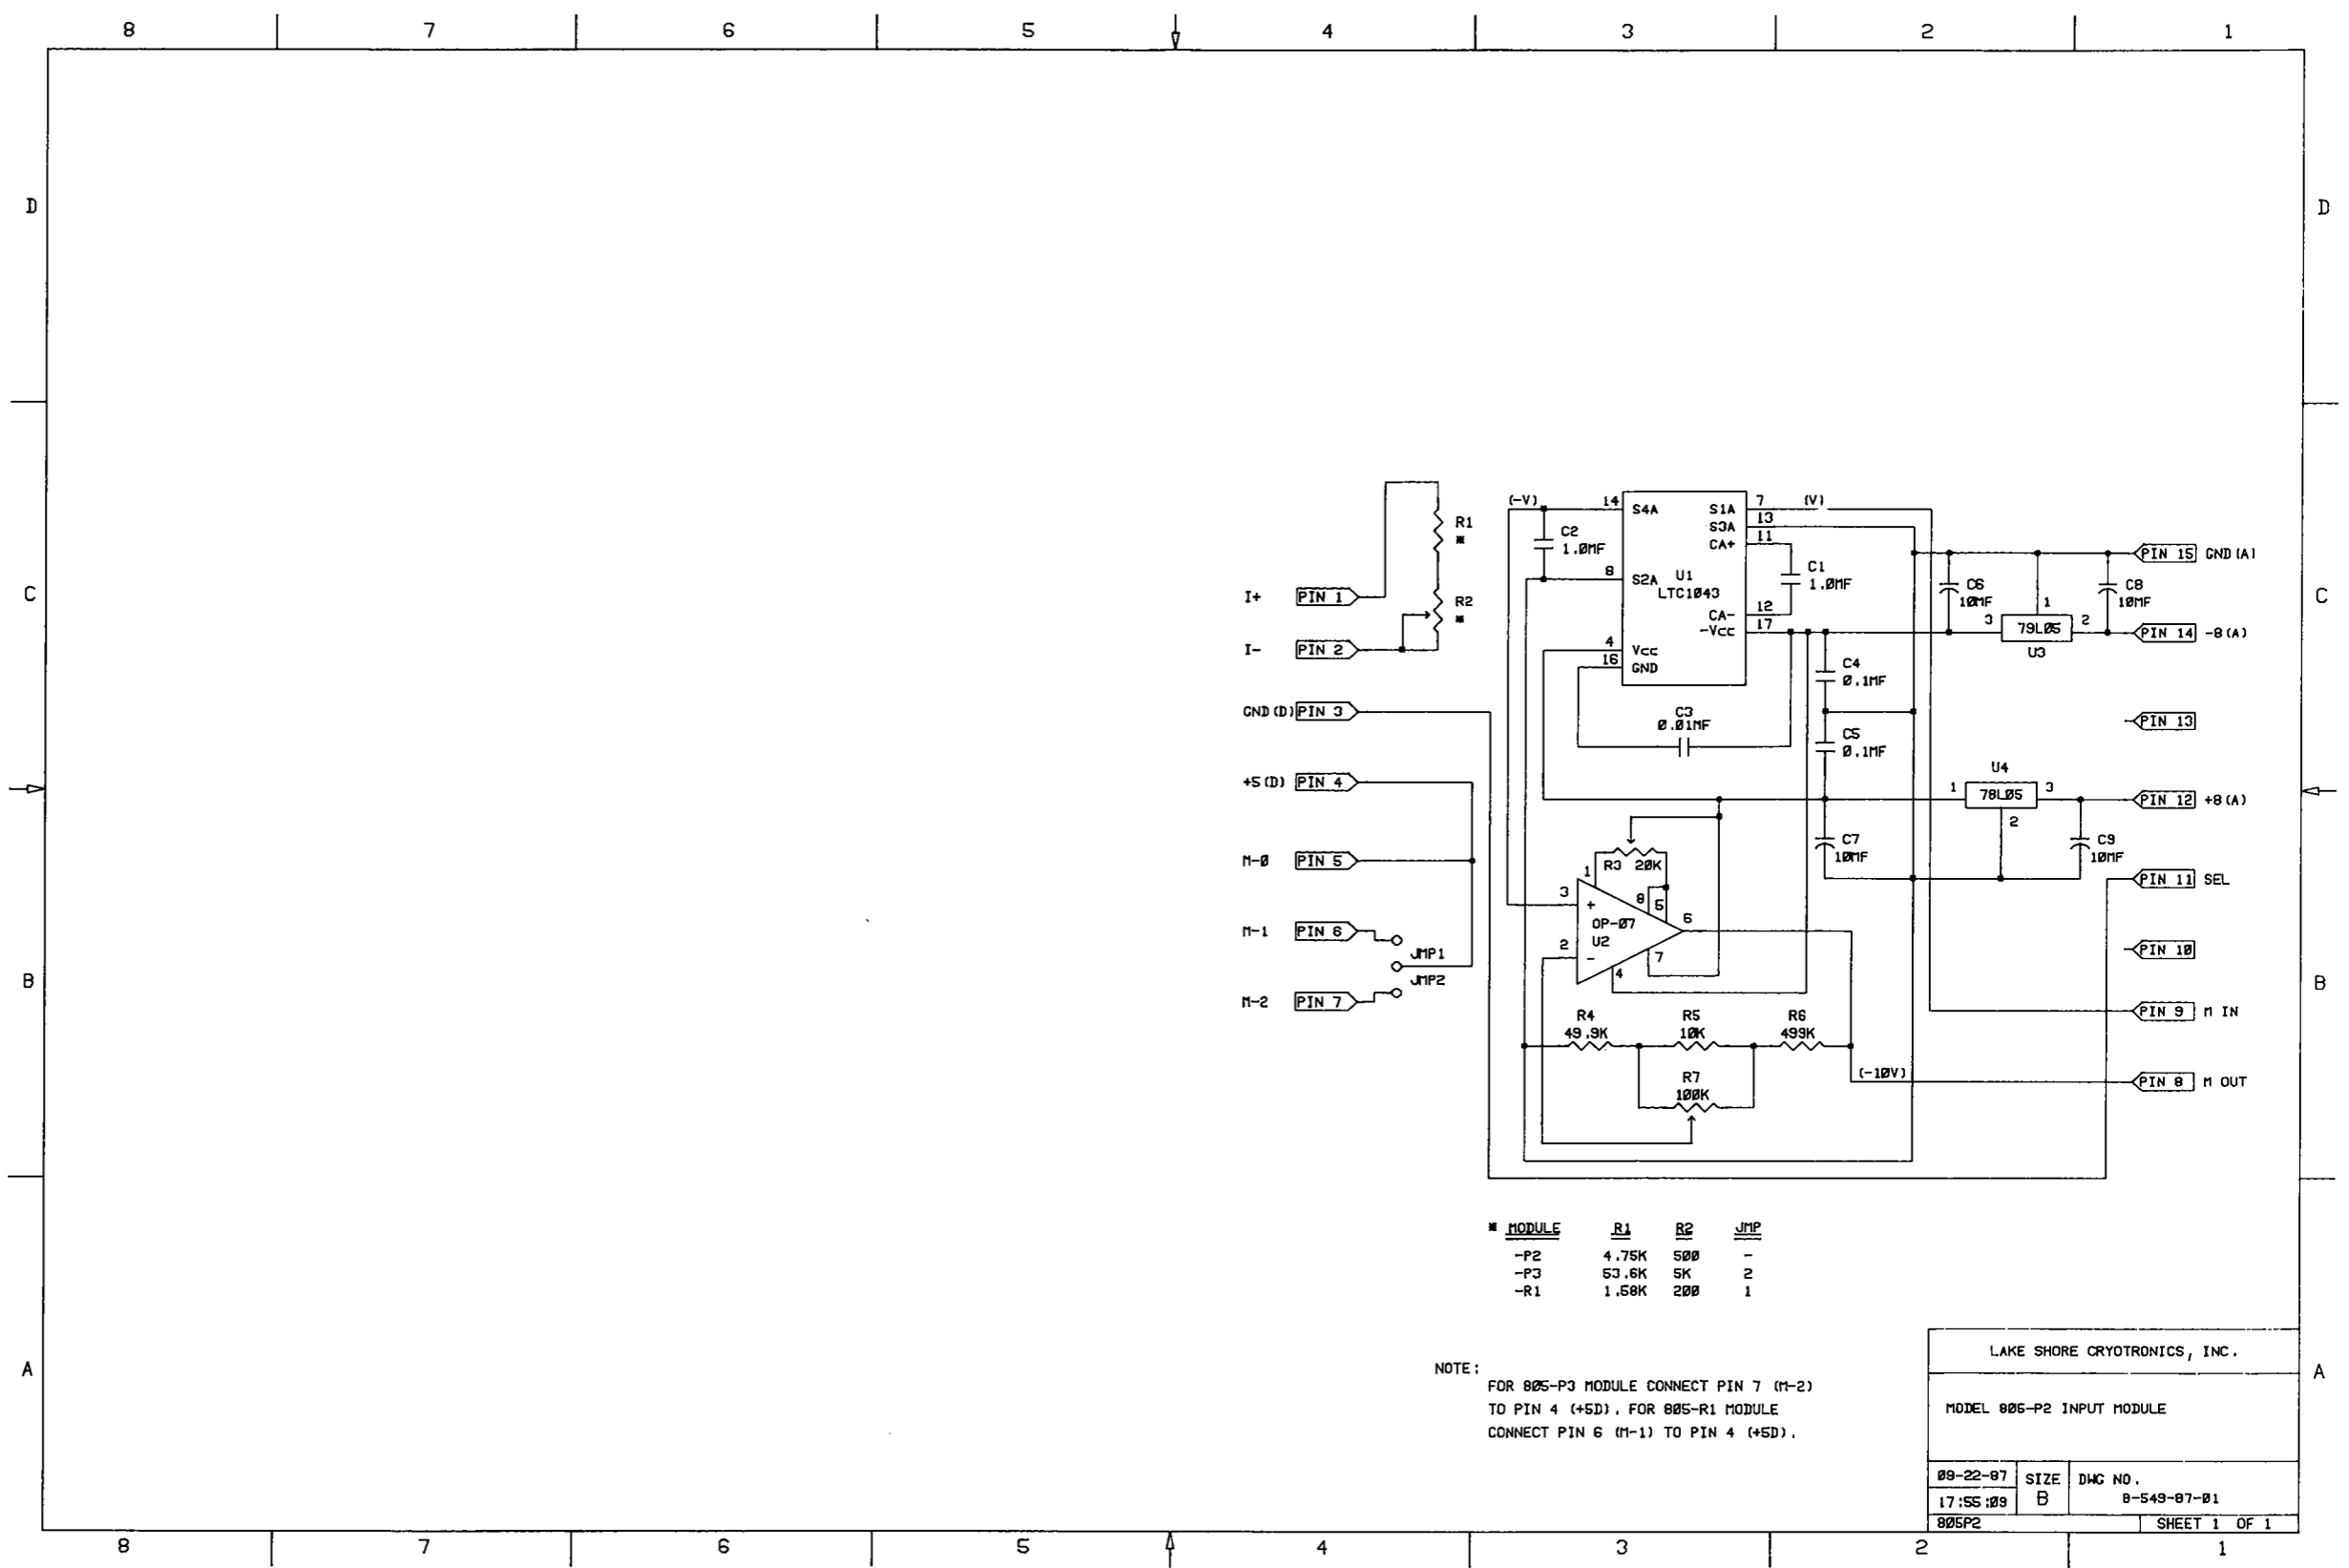 8 7 6 5 4 3 2 1
D D
(-V) 14 S4A S1A 7 (V)
S3A 13
CA+ 11
R1
*
C2
1.0MF
8 S2A U1
LTC1043
C1
1.0MF
CA- 12
-Vcc 17
4 Vcc
16 GND
R2
*
PIN 15 GND(A)
C6
10MF
1
C8
10MF
3 79L05 2
U3
PIN 14 -8(A)
C C
I+ PIN 1
I- PIN 2
GND(D) PIN 3
C3
0.01MF
C4
0.1MF
C5
0.1MF
PIN 13
+5(D) PIN 4
U4
1 78L05 3
2
PIN 12 +8(A)
M-0 PIN 5
R3 20K
C7
10MF
C9
10MF
PIN 11 SEL
1
3 +
8 5
6
OP-07
U2
2 -
7
4
M-1 PIN 6
JMP1
JMP2
M-2 PIN 7
PIN 10
B B
R4
49.9K
R5
10K
R6
499K
PIN 9 M IN
R7
100K
(-10V)
PIN 8 M OUT
* MODULE R1 R2 JMP
-P2 4.75K 500 -
-P3 53.6K 5K 2
-R1 1.58K 200 1
A A
NOTE:
FOR 805-P3 MODULE CONNECT PIN 7 (M-2)
TO PIN 4 (+5D). FOR 805-R1 MODULE
CONNECT PIN 6 (M-1) TO PIN 4 (+5D).
LAKE SHORE CRYOTRONICS, INC.
MODEL 805-P2 INPUT MODULE
09-22-87
17:55:09
SIZE
B
DWG NO.
B-549-87-01
805P2 SHEET 1 OF 1
8 7 6 5 4 3 2 1